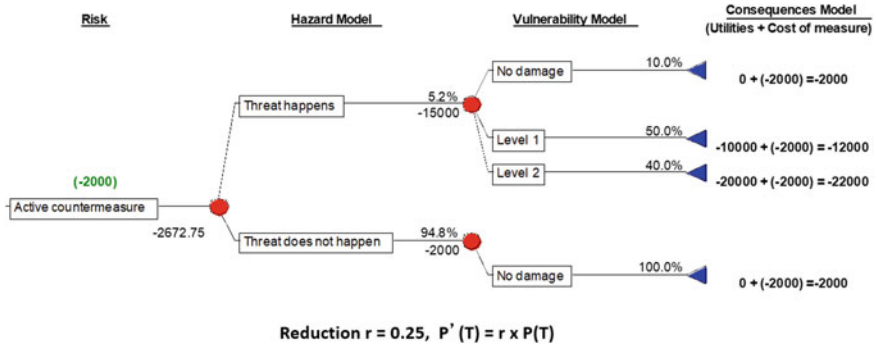 Risk
Hazard Model
Vulnerability Model
Consequences Model
(Utilities + Cost of measure)
No damage
10.0%
0 + (-2000) =-2000
Threat happens
5.2%
-15000
Level 1
50.0%
-10000 + (-2000) =-12000
Level 2
40.0%
-20000 + (-2000) =-22000
(-2000)
Active countermeasure
-2672.75
Threat does not happen
94.8%
-2000
No damage
100.0%
0 + (-2000) =-2000
Reduction r = 0.25, P' (T) = r x P(T)